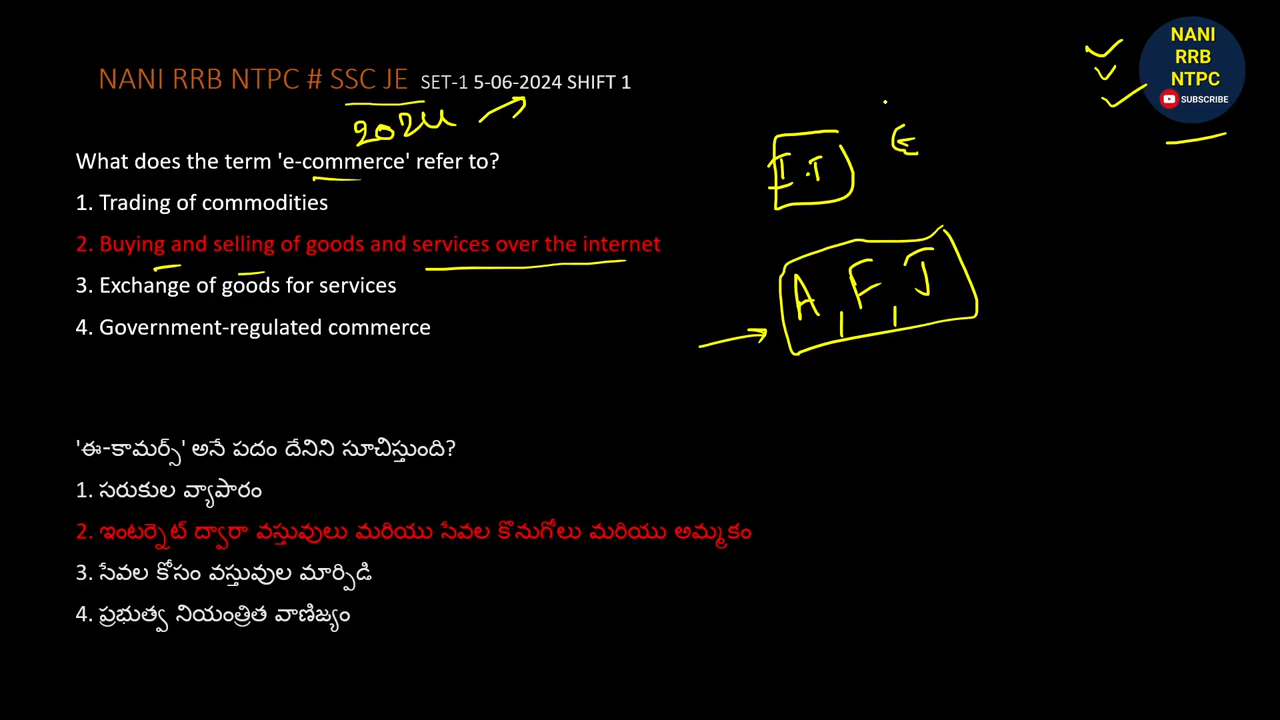 NANI RRB NTPC # SSC JE SET-1 5-06-2024 SHIFT 1
NANI
RRB
NTPC
SUBSCRIBE
2024
What does the term 'e-commerce' refer to?
I.T
E
1. Trading of commodities
2. Buying and selling of goods and services over the internet
A, F, J
3. Exchange of goods for services
4. Government-regulated commerce
'ఈ-కామర్స్' అనే పదం దేనిని సూచిస్తుంది?
1. సరుకుల వ్యాపారం
2. ఇంటర్నెట్ ద్వారా వస్తువులు మరియు సేవల కొనుగోలు మరియు అమ్మకం
3. సేవల కోసం వస్తువుల మార్పిడి
4. ప్రభుత్వ నియంత్రిత వాణిజ్యం